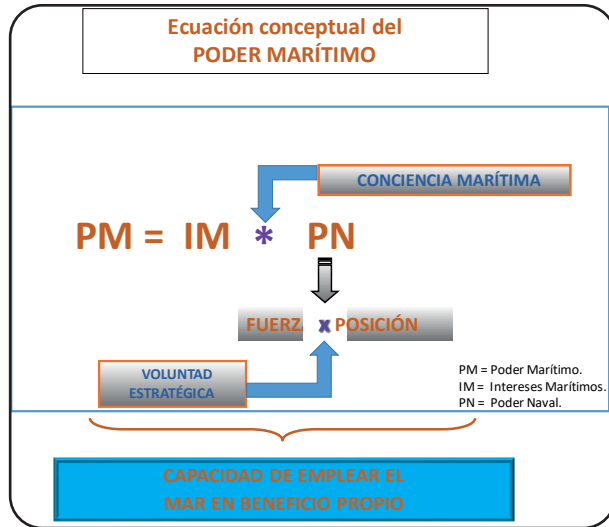 Ecuación conceptual del
PODER MARÍTIMO
CONCIENCIA MARÍTIMA
PM = IM * PN
FUERZA x POSICIÓN
VOLUNTAD
ESTRATÉGICA
PM = Poder Marítimo.
IM = Intereses Marítimos.
PN = Poder Naval.
CAPACIDAD DE EMPLEAR EL
MAR EN BENEFICIO PROPIO